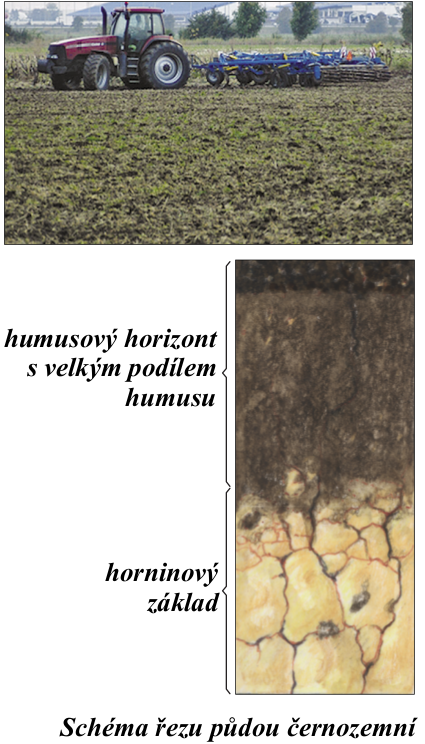 humusový horizont
s velkým podílem
humusu
horninový
základ
Schéma řezu půdou černozemní